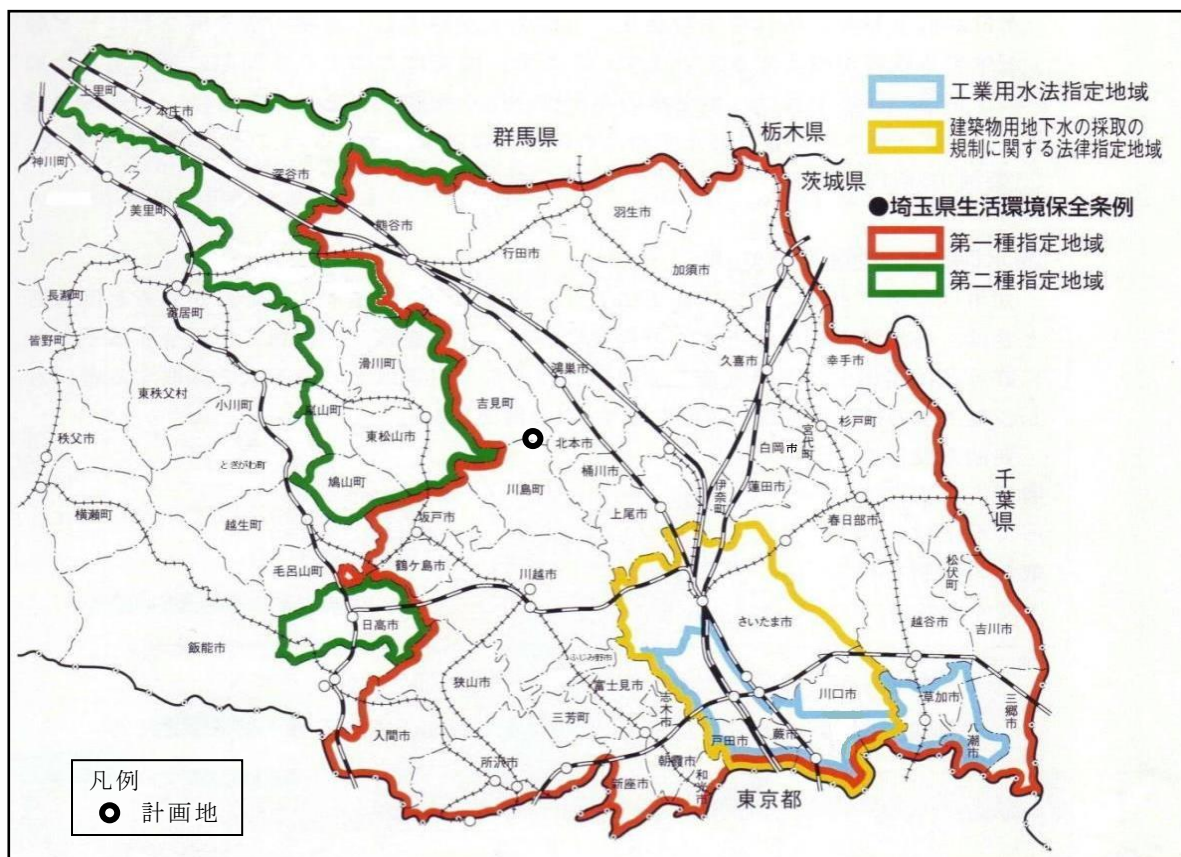 群馬県
栃木県
茨城県
千葉県
東京都
工業用水法指定地域
建築物用地下水の採取の
規制に関する法律指定地域
●埼玉県生活環境保全条例
第一種指定地域
第二種指定地域
上里町
本庄市
神川町
美里町
深谷市
熊谷市
行田市
羽生市
加須市
長瀞町
皆野町
寄居町
東秩父村
小川町
滑川町
嵐山町
東松山市
吉見町
鴻巣市
久喜市
幸手市
秩父市
ときがわ町
鳩山町
北本市
桶川市
川島町
白岡市
宮代町
杉戸町
横瀬町
越生町
坂戸市
上尾市
伊奈町
蓮田市
春日部市
松伏町
毛呂山町
鶴ケ島市
川越市
日高市
さいたま市
越谷市
吉川市
飯能市
狭山市
ふじみ野市
富士見市
志木市
川口市
草加市
三郷市
八潮市
三芳町
入間市
所沢市
新座市
朝霞市
和光市
戸田市
蕨市
凡例
計画地